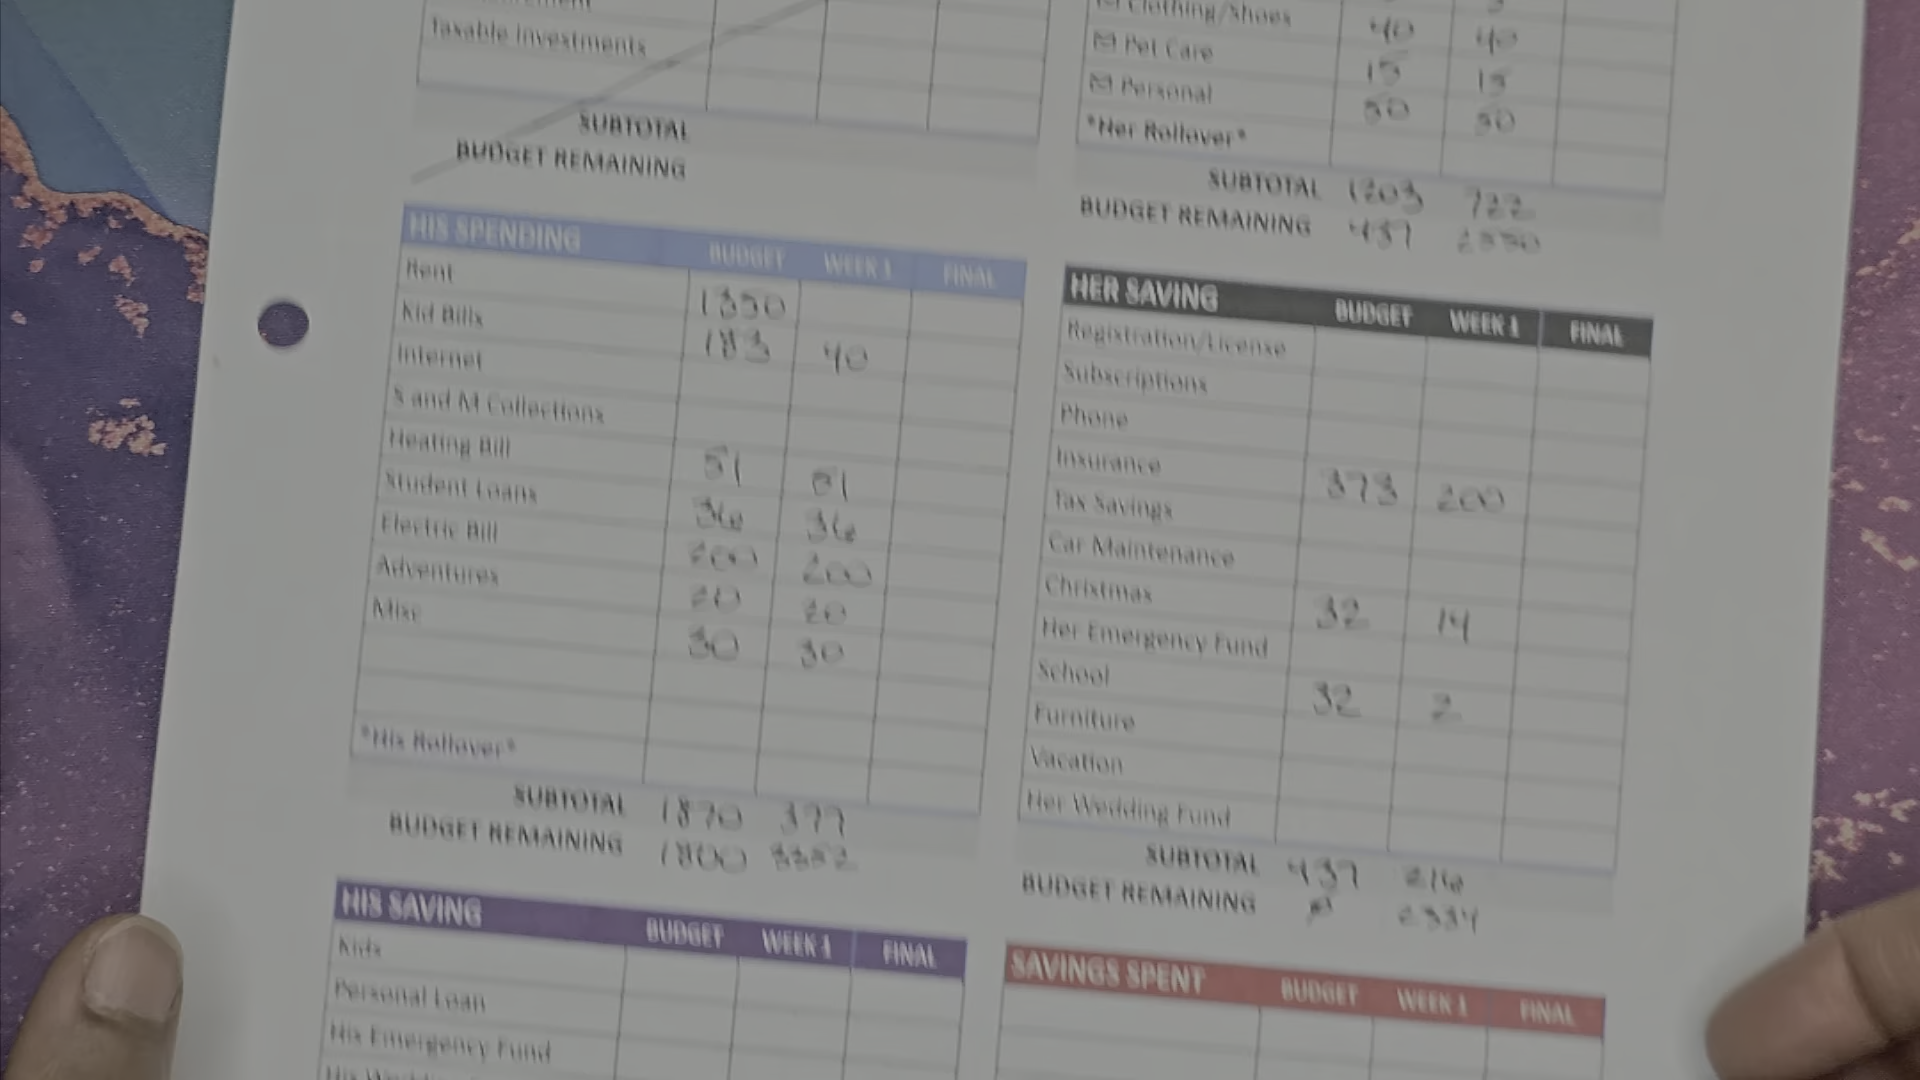 Taxable Investments
SUBTOTAL
BUDGET REMAINING
HIS SPENDING BUDGET WEEK 1 FINAL
Rent 1350
Kid Bills 183 40
Internet
S and M Collections
Heating Bill 51 51
Student Loans 36 36
Electric Bill 200 200
Adventures 20 20
Misc 30 30
*His Rollover*
SUBTOTAL 1870 377
BUDGET REMAINING 1800 3352
HIS SAVING BUDGET WEEK 1 FINAL
Kids
Personal Loan
His Emergency Fund
Clothing/Shoes 40 40
Pet Care 15 15
Personal 50 50
*Her Rollover*
SUBTOTAL 1203 722
BUDGET REMAINING 437 2550
HER SAVING BUDGET WEEK 1 FINAL
Registration/License
Subscriptions
Phone
Insurance 373 200
Tax Savings
Car Maintenance
Christmas 32 14
Her Emergency Fund
School 32 2
Furniture
Vacation
Her Wedding Fund
SUBTOTAL 437 216
BUDGET REMAINING 2334
SAVINGS SPENT BUDGET WEEK 1 FINAL